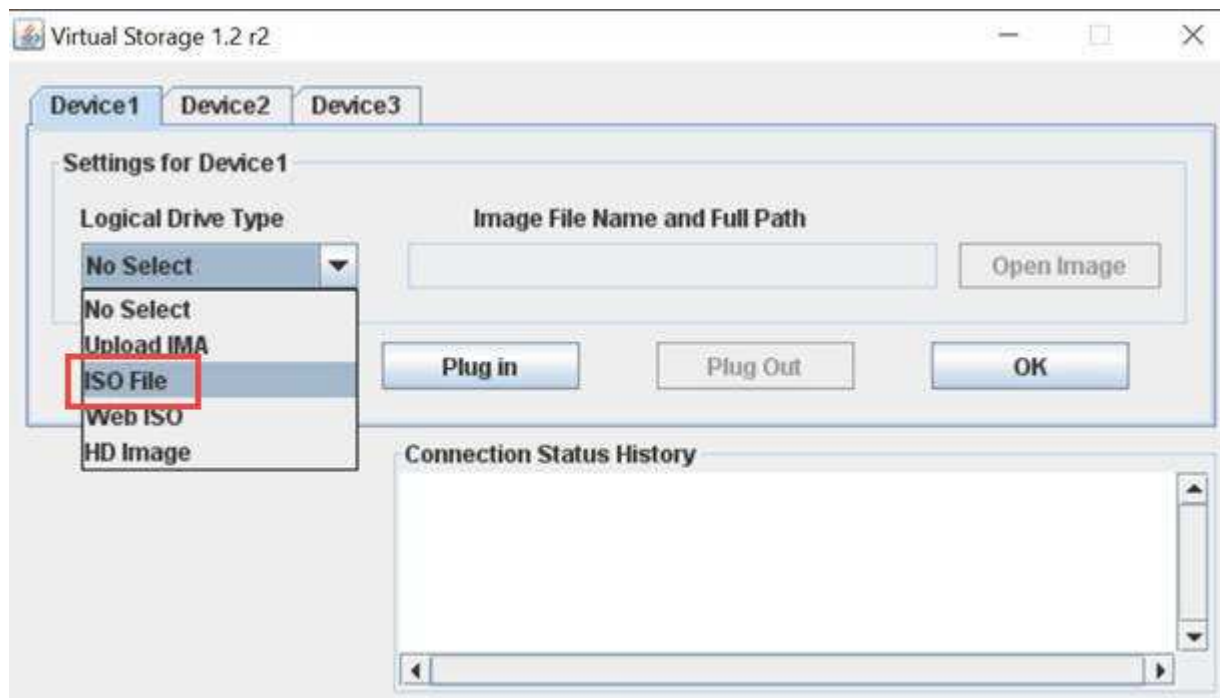 Virtual Storage 1.2 r2
Device1 Device2 Device3
Settings for Device1
Logical Drive Type Image File Name and Full Path
No Select Open Image
No Select
Upload IMA
ISO File
Web ISO
HD Image
Plug in Plug Out OK
Connection Status History